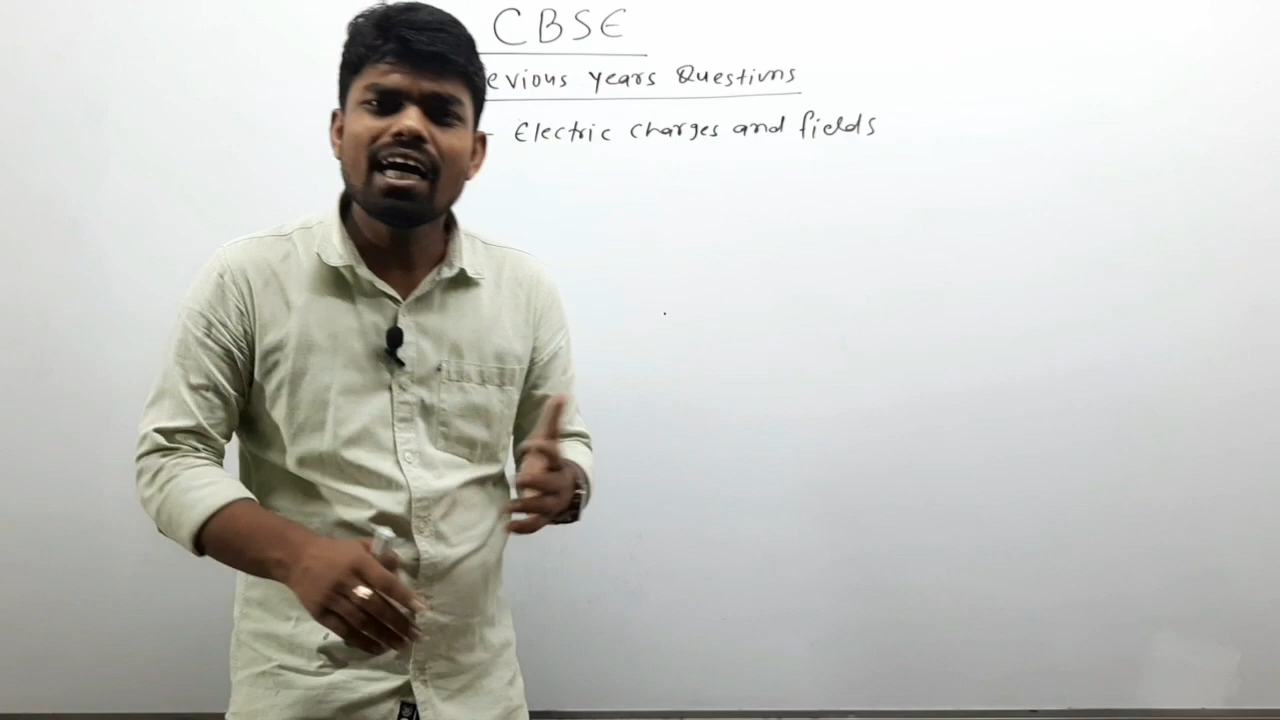 CBSE
evious years Questions
- Electric charges and fields